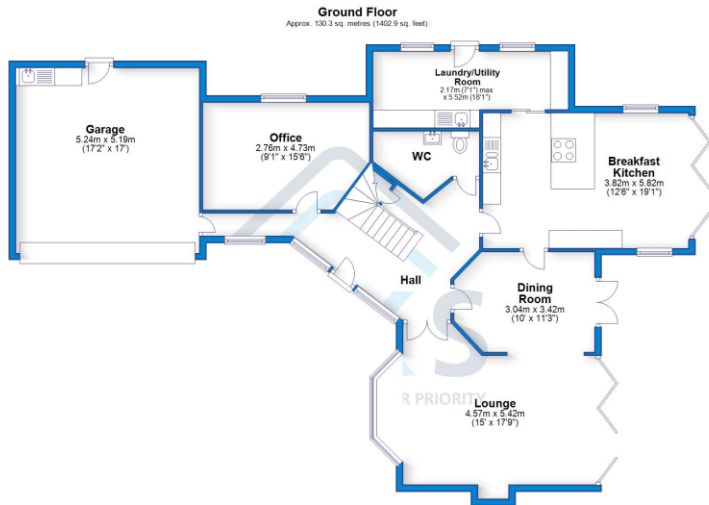 Ground Floor
Approx. 130.3 sq. metres (1402.9 sq. feet)
Laundry/Utility
Room
2.17m (7'1") max
x 5.52m (18'1")
Garage
5.24m x 5.19m
(17'2" x 17')
Office
2.76m x 4.73m
(9'1" x 15'6")
WC
Breakfast
Kitchen
3.82m x 5.82m
(12'6" x 19'1")
Hall
Dining
Room
3.04m x 3.42m
(10' x 11'3")
R PRIORITY
Lounge
4.57m x 5.42m
(15' x 17'9")